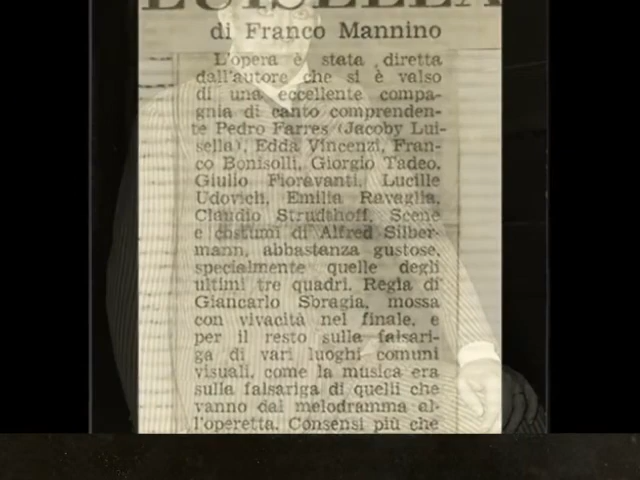 LUISELLA
di Franco Mannino
L'opera è stata diretta
dall'autore che si è valso
di una eccellente compa-
gnia di canto comprenden-
te Pedro Farres (Jacoby Lui-
sella), Edda Vincenzi, Fran-
co Bonisolli, Giorgio Tadeo,
Giulio Fioravanti, Lucille
Udovich, Emilia Ravaglia,
Claudio Strudthoff, Scene
e costumi di Alfred Silber-
mann, abbastanza gustose,
specialmente quelle degli
ultimi tre quadri. Regia di
Giancarlo Sbragia, mossa
con vivacità nel finale, e
per il resto sulla falsari-
ga di vari luoghi comuni
visuali, come la musica era
sulla falsariga di quelli che
vanno dal melodramma al-
l'operetta. Consensi più che